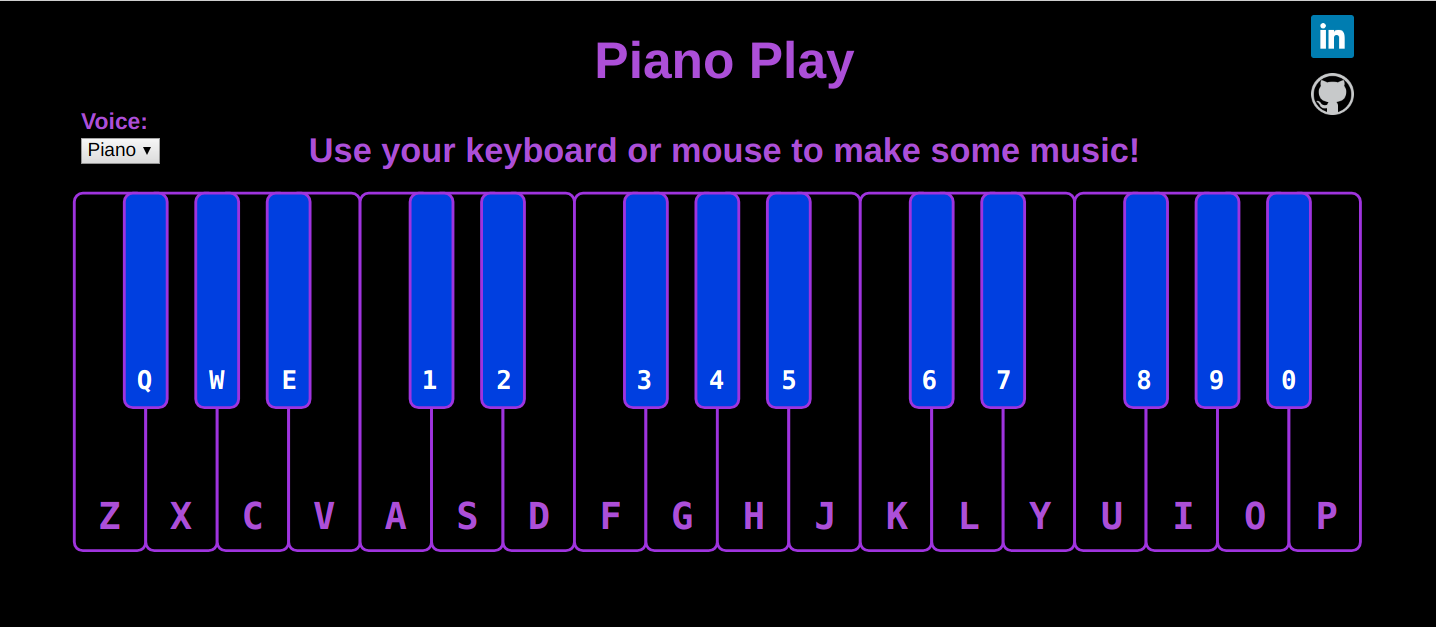 Piano Play
in
Voice:
Piano
Use your keyboard or mouse to make some music!
Q W E 1 2 3 4 5 6 7 8 9 0
Z X C V A S D F G H J K L Y U I O P